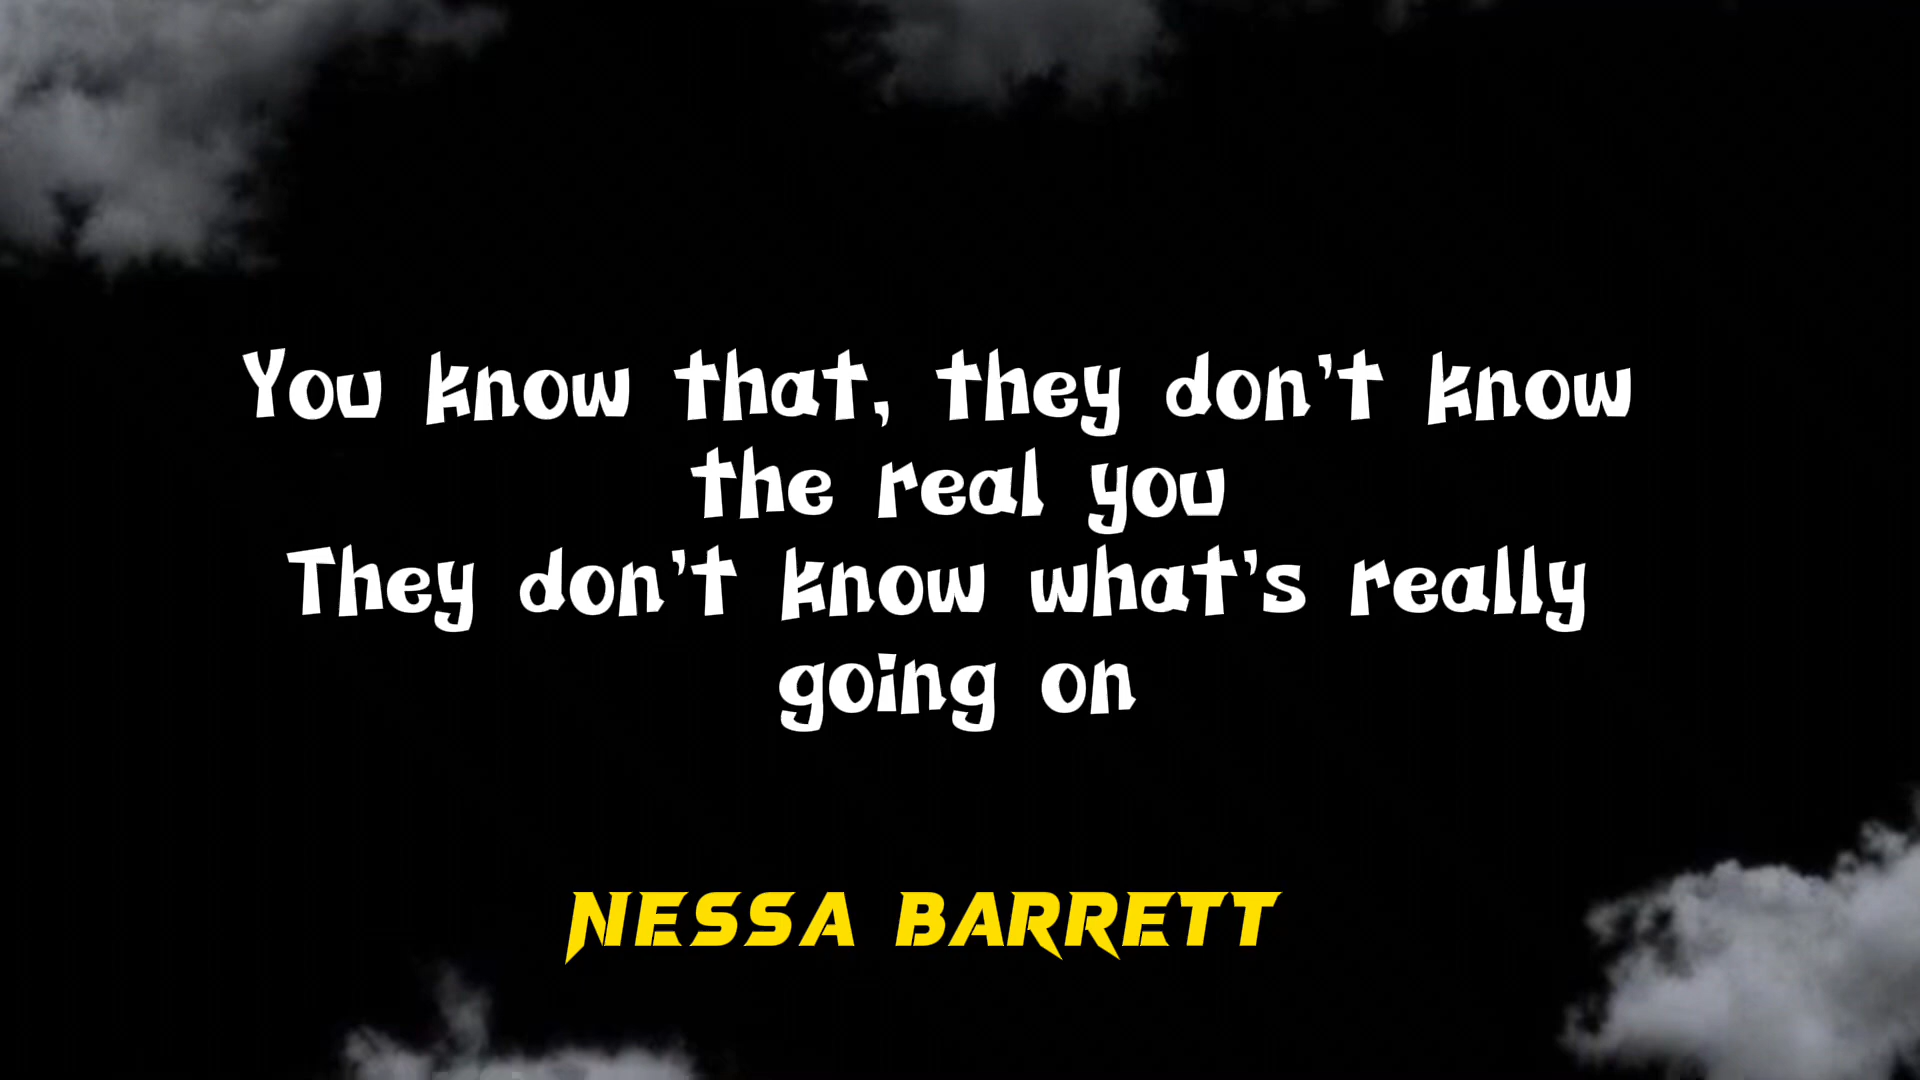 You know that, they don't know
the real you
They don't know what's really
going on
NESSA BARRETT